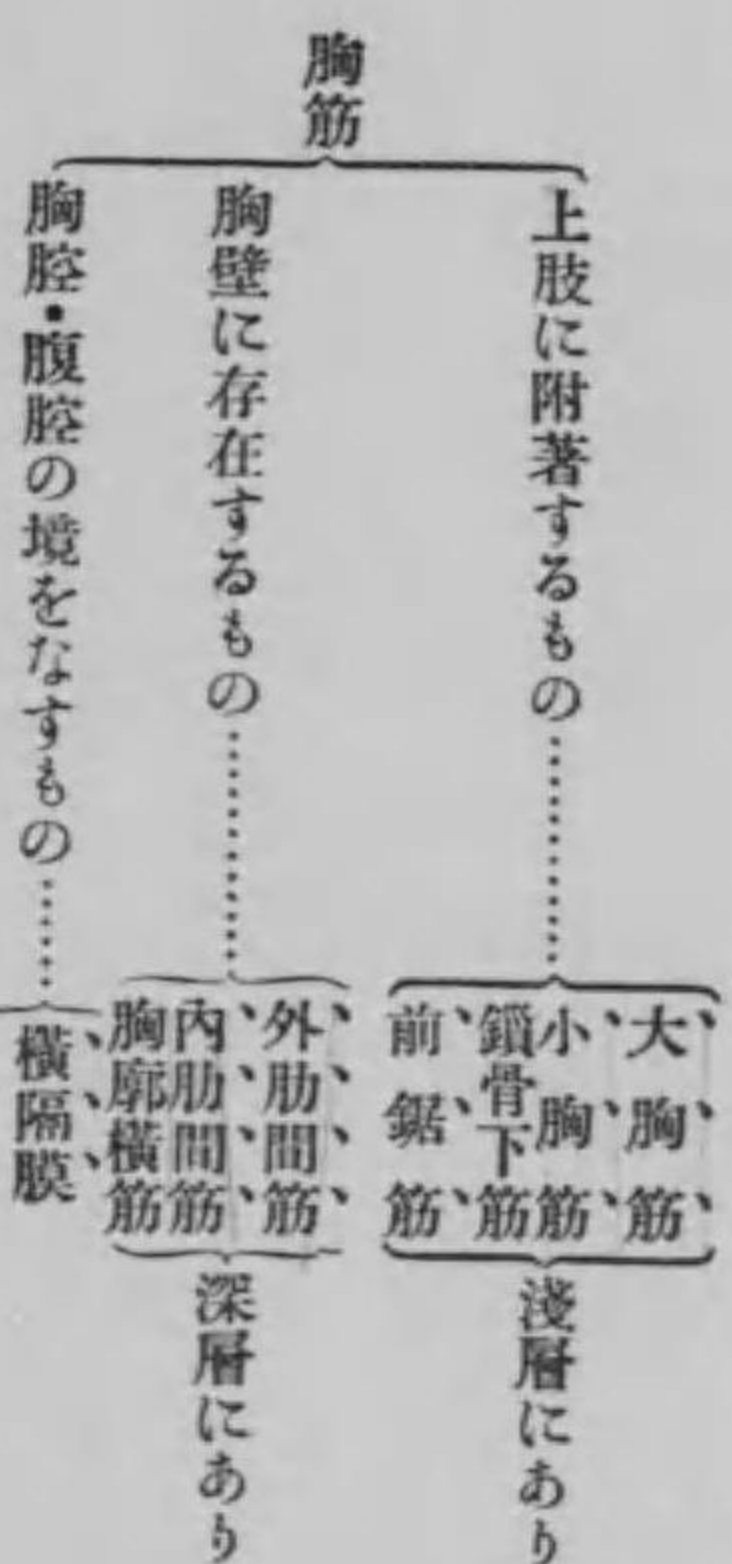 胸筋
上肢に附著するもの………
大胸筋
小胸筋
鎖骨下筋
前鋸筋
淺層にあり
胸壁に存在するもの………
外肋間筋
內肋間筋
胸廓橫筋
深層にあり
胸腔・腹腔の境をなすもの……
橫隔膜